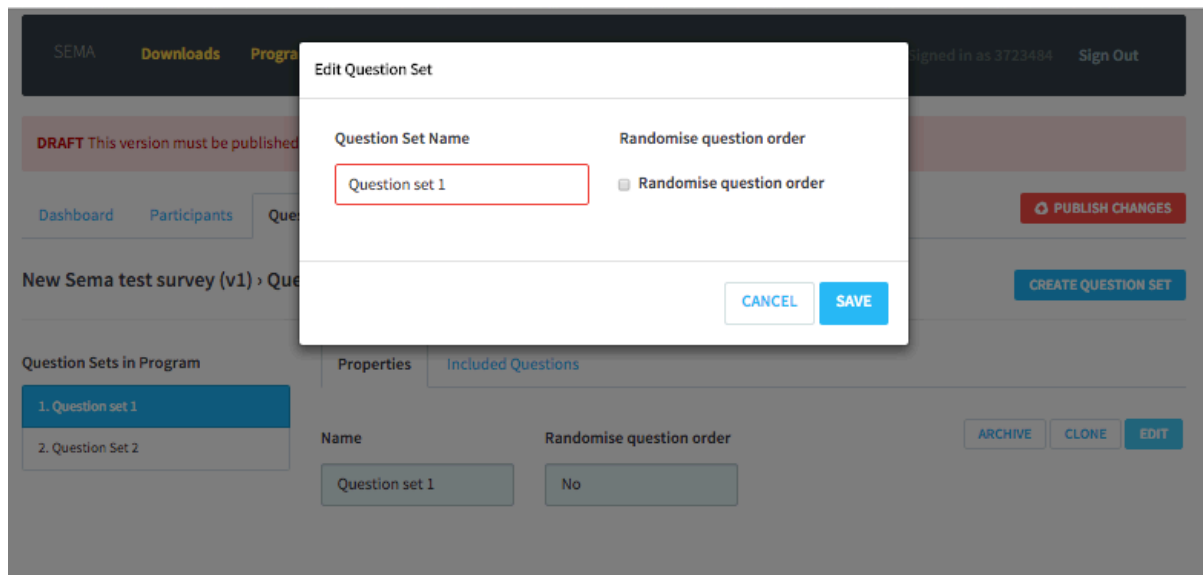 SEMA Downloads Progra Signed in as 3723484 Sign Out
Edit Question Set
DRAFT This version must be published
Question Set Name Randomise question order
Question set 1 Randomise question order
Dashboard Participants Que PUBLISH CHANGES
New Sema test survey (v1) › Que CREATE QUESTION SET
CANCEL SAVE
Question Sets in Program Properties Included Questions
1. Question set 1
2. Question Set 2
Name Randomise question order ARCHIVE CLONE EDIT
Question set 1 No